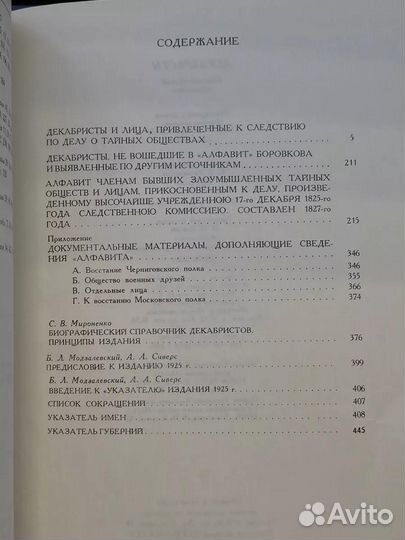 СОДЕРЖАНИЕ
ДЕКАБРИСТЫ И ЛИЦА, ПРИВЛЕЧЕННЫЕ К СЛЕДСТВИЮ
ПО ДЕЛУ О ТАЙНЫХ ОБЩЕСТВАХ 5
ДЕКАБРИСТЫ, НЕ ВОШЕДШИЕ В «АЛФАВИТ» БОРОВКОВА
И ВЫЯВЛЕННЫЕ ПО ДРУГИМ ИСТОЧНИКАМ 211
АЛФАВИТ ЧЛЕНАМ БЫВШИХ ЗЛОУМЫШЛЕННЫХ ТАЙНЫХ
ОБЩЕСТВ И ЛИЦАМ, ПРИКОСНОВЕННЫМ К ДЕЛУ, ПРОИЗВЕ-
ДЕННОМУ ВЫСОЧАЙШЕ УЧРЕЖДЕННОЮ 17-го ДЕКАБРЯ 1825-го
ГОДА СЛЕДСТВЕННОЮ КОМИССИЕЮ. СОСТАВЛЕН 1827-го
ГОДА 215
Приложение
ДОКУМЕНТАЛЬНЫЕ МАТЕРИАЛЫ, ДОПОЛНЯЮЩИЕ СВЕДЕ-
НИЯ «АЛФАВИТА» 346
А. Восстание Черниговского полка 346
Б. Общество военных друзей 355
В. Отдельные лица 366
Г. К восстанию Московского полка 374
С. В. Мироненко
БИОГРАФИЧЕСКИЙ СПРАВОЧНИК ДЕКАБРИСТОВ.
ПРИНЦИПЫ ИЗДАНИЯ 376
Б. Л. Модзалевский, А. А. Сиверс
ПРЕДИСЛОВИЕ К ИЗДАНИЮ 1925 г. 399
Б. Л. Модзалевский, А. А. Сиверс
ВВЕДЕНИЕ К «УКАЗАТЕЛЮ» ИЗДАНИЯ 1925 г. 406
СПИСОК СОКРАЩЕНИЙ 407
УКАЗАТЕЛЬ ИМЕН 408
УКАЗАТЕЛЬ ГУБЕРНИЙ 445
Avito